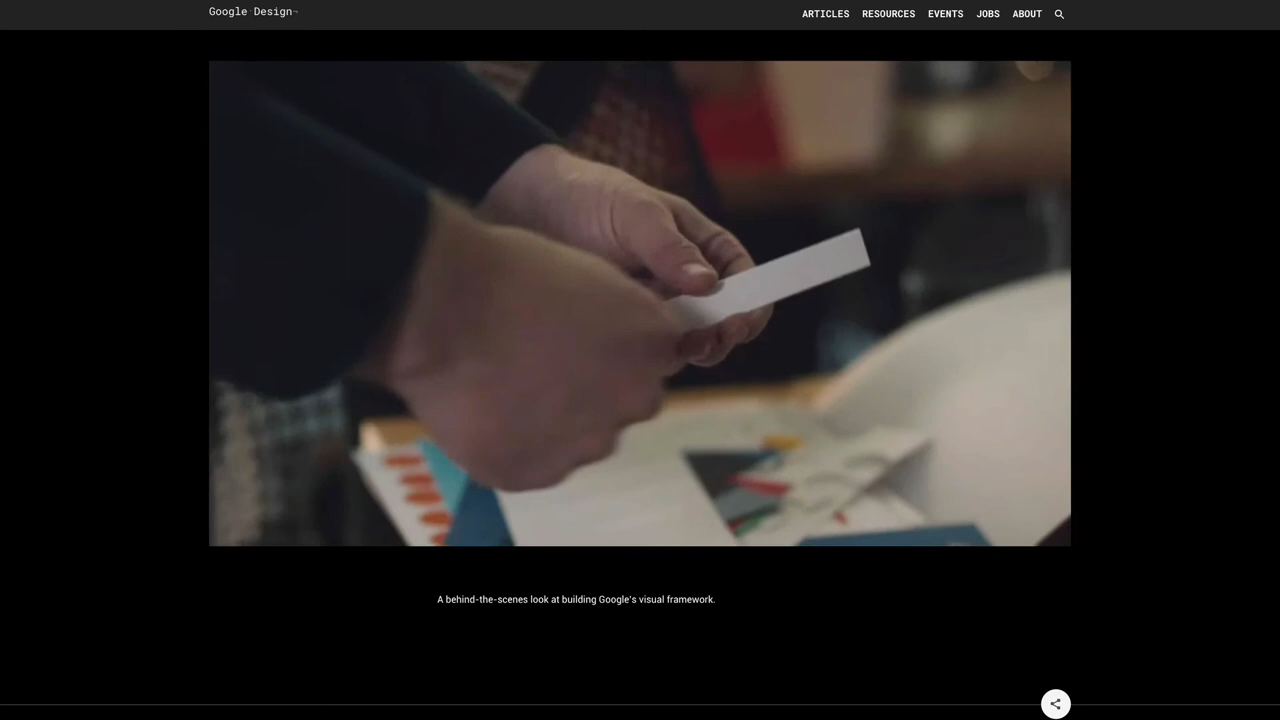 Google Design
ARTICLES RESOURCES EVENTS JOBS ABOUT
A behind-the-scenes look at building Google's visual framework.